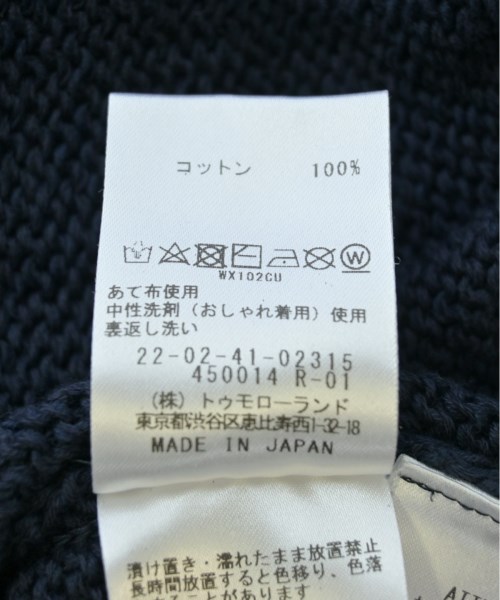 コットン 100%
W
WX102CU
あて布使用
中性洗剤（おしゃれ着用）使用
裏返し洗い
22-02-41-02315
450014 R-01
（株）トゥモローランド
東京都渋谷区恵比寿西1-32-18
MADE IN JAPAN
漬け置き・濡れたまま放置禁止
長時間放置すると色移り、色落